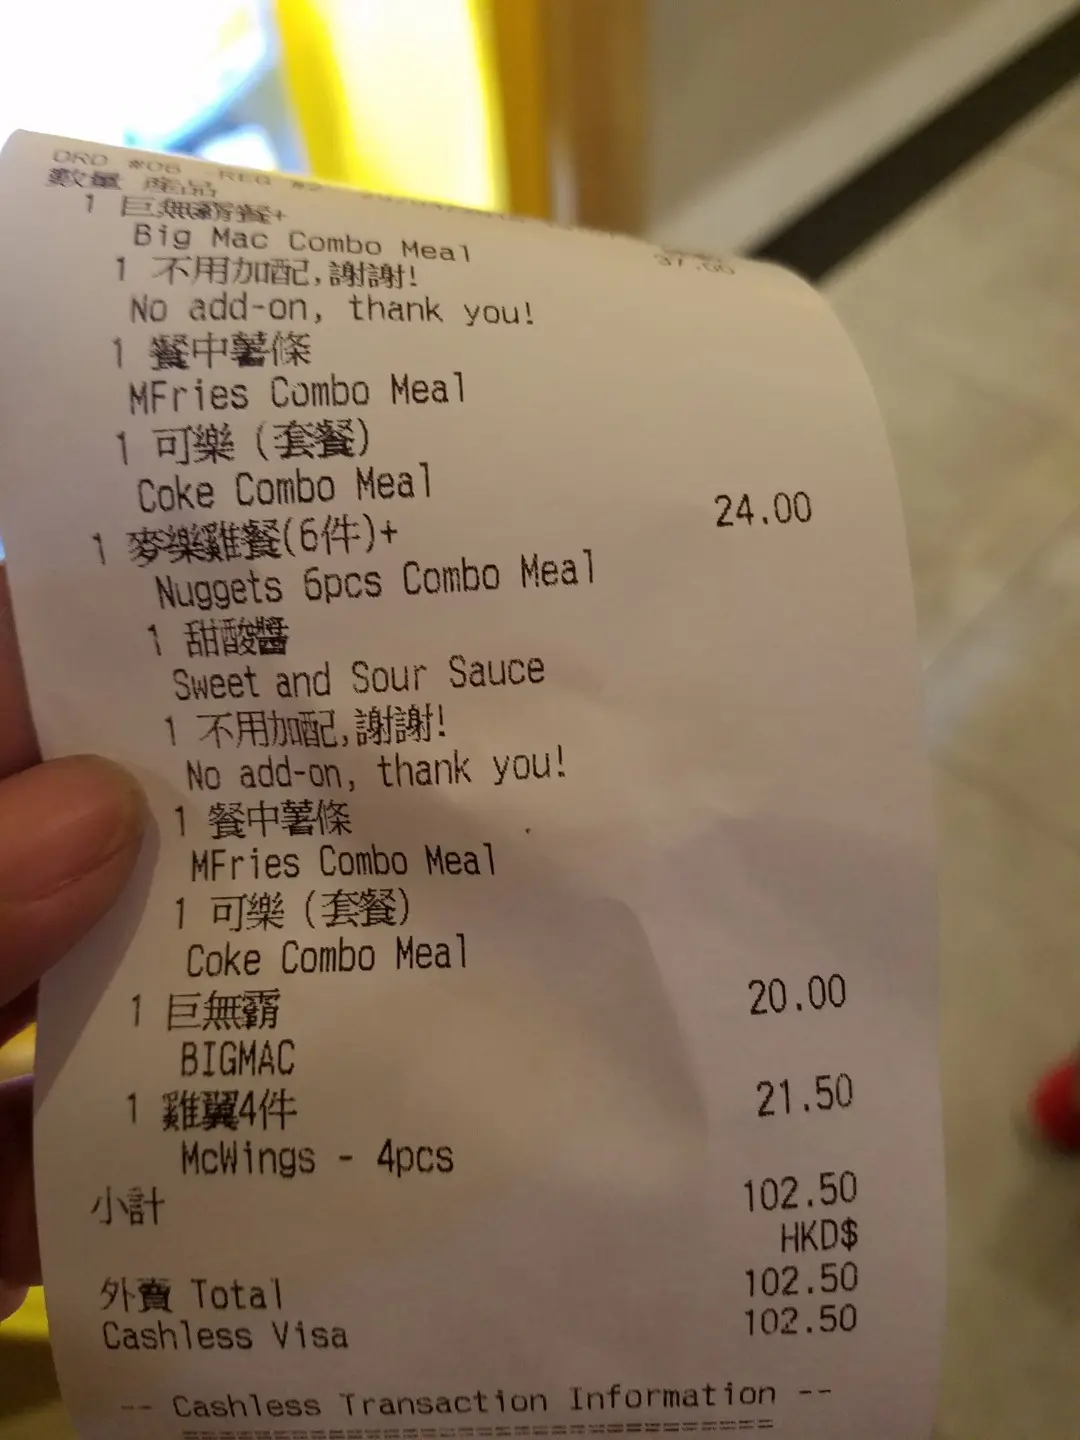 ORD #06 -REG #2
數量 產品
1 巨無霸餐+ 37.00
Big Mac Combo Meal
1 不用加配,謝謝!
No add-on, thank you!
1 餐中薯條
MFries Combo Meal
1 可樂 (套餐)
Coke Combo Meal
1 麥樂雞餐(6件)+ 24.00
Nuggets 6pcs Combo Meal
1 甜酸醬
Sweet and Sour Sauce
1 不用加配,謝謝!
No add-on, thank you!
1 餐中薯條
MFries Combo Meal
1 可樂 (套餐)
Coke Combo Meal
1 巨無霸 20.00
BIGMAC
1 雞翼4件 21.50
McWings - 4pcs
小計 102.50
HKD$
外賣 Total 102.50
Cashless Visa 102.50
-- Cashless Transaction Information --